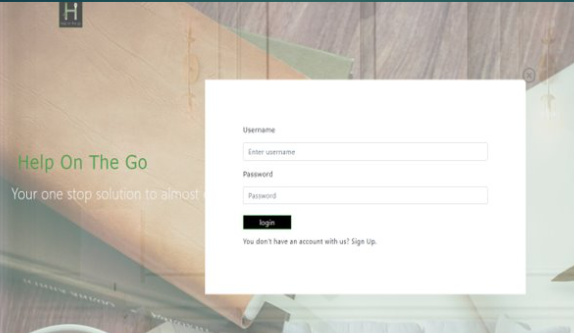 H
Help On The Go
Your one stop solution to almost
Username
Enter username
Password
Password
login
You don't have an account with us? Sign Up.